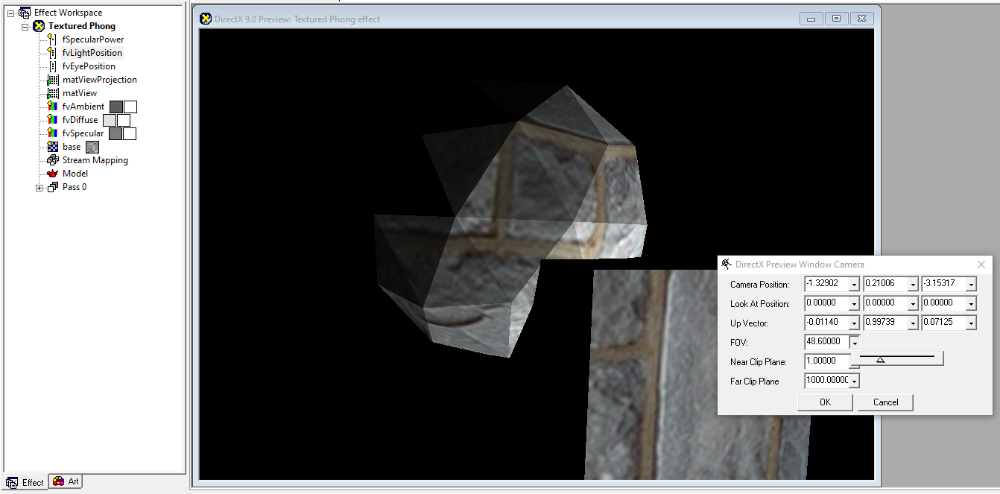 Effect Workspace
Textured Phong
fSpecularPower
fvLightPosition
fvEyePosition
matViewProjection
matView
fvAmbient
fvDiffuse
fvSpecular
base
Stream Mapping
Model
Pass 0
Effect
Art
DirectX 9.0 Preview: Textured Phong effect
DirectX Preview Window Camera
Camera Position: -1.32902 0.21006 -3.15317
Look At Position: 0.00000 0.00000 0.00000
Up Vector: -0.01140 0.99739 0.07125
FOV: 48.60000
Near Clip Plane: 1.00000
Far Clip Plane 1000.0000
OK Cancel